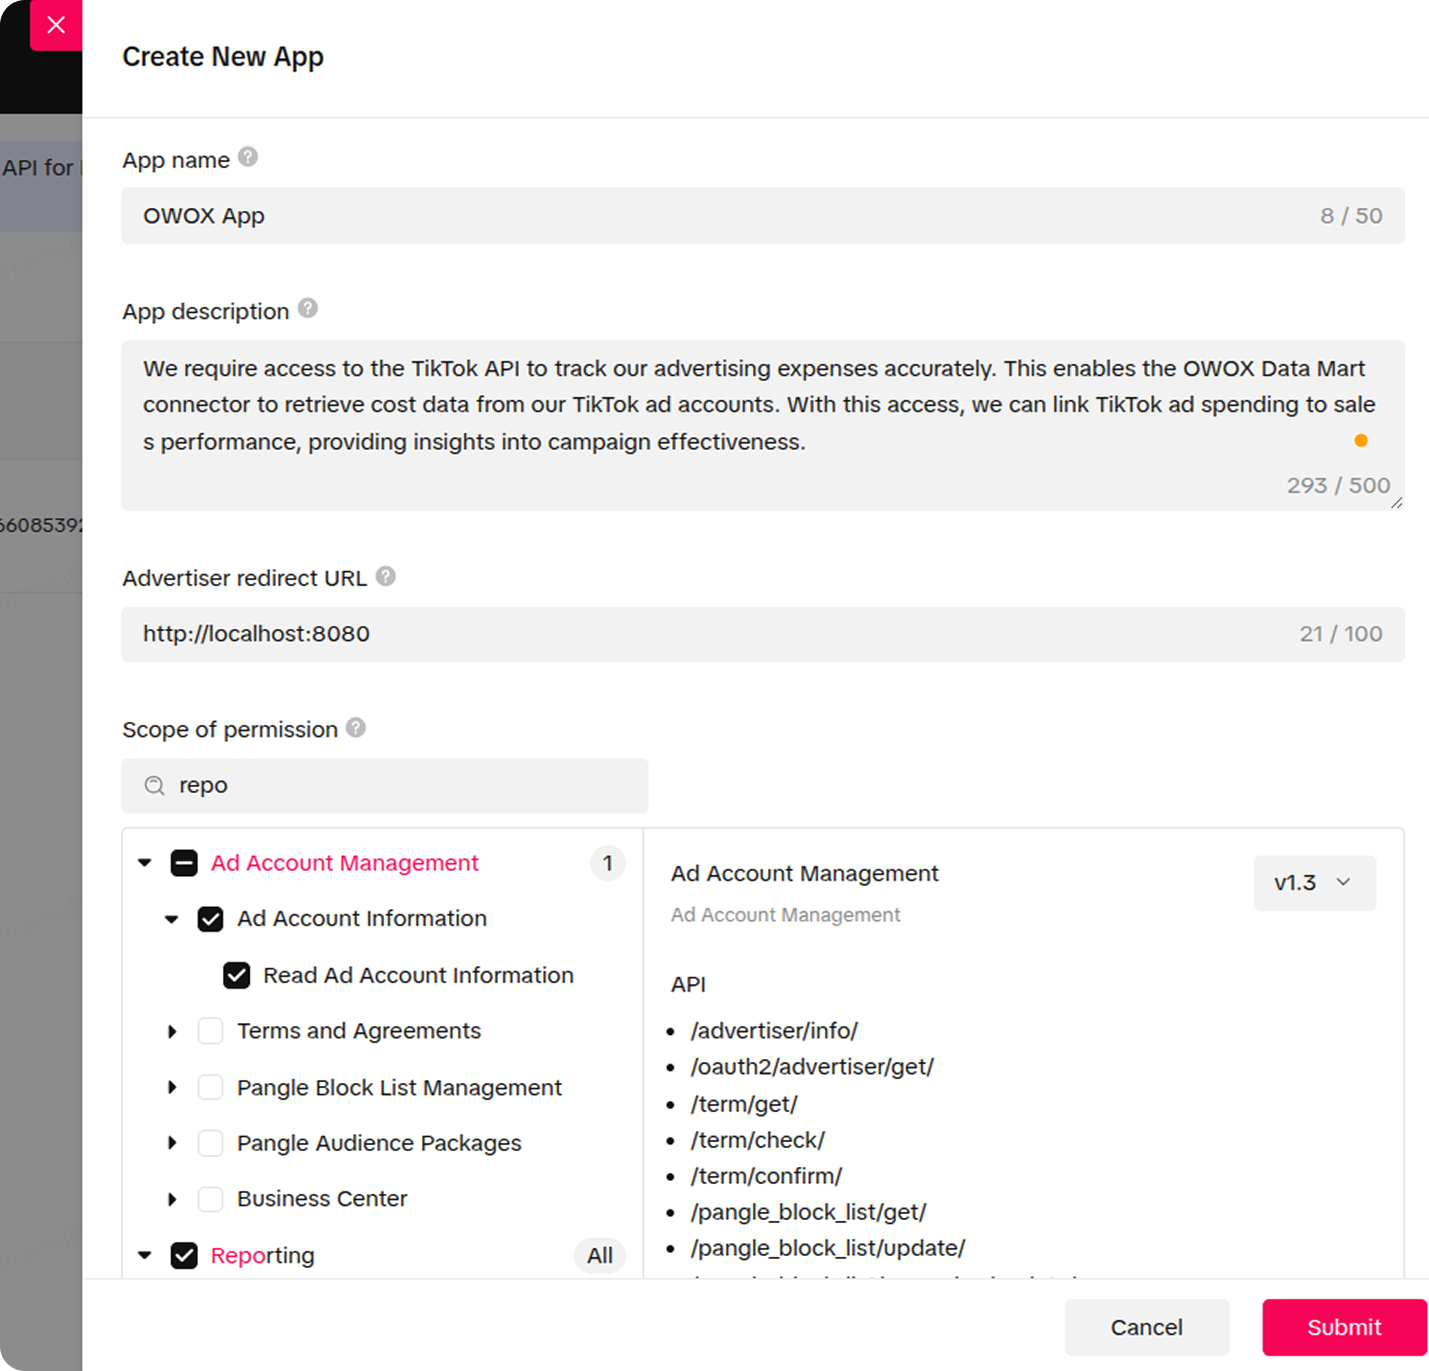 Create New App
API for
App name
OWOX App
8 / 50
App description
We require access to the TikTok API to track our advertising expenses accurately. This enables the OWOX Data Mart
connector to retrieve cost data from our TikTok ad accounts. With this access, we can link TikTok ad spending to sale
s performance, providing insights into campaign effectiveness.
293 / 500
6608539
Advertiser redirect URL
http://localhost:8080
21 / 100
Scope of permission
repo
Ad Account Management
1
Ad Account Information
Read Ad Account Information
Terms and Agreements
Pangle Block List Management
Pangle Audience Packages
Business Center
Reporting
All
Ad Account Management
v1.3
Ad Account Management
API
/advertiser/info/
/oauth2/advertiser/get/
/term/get/
/term/check/
/term/confirm/
/pangle_block_list/get/
/pangle_block_list/update/
Cancel
Submit